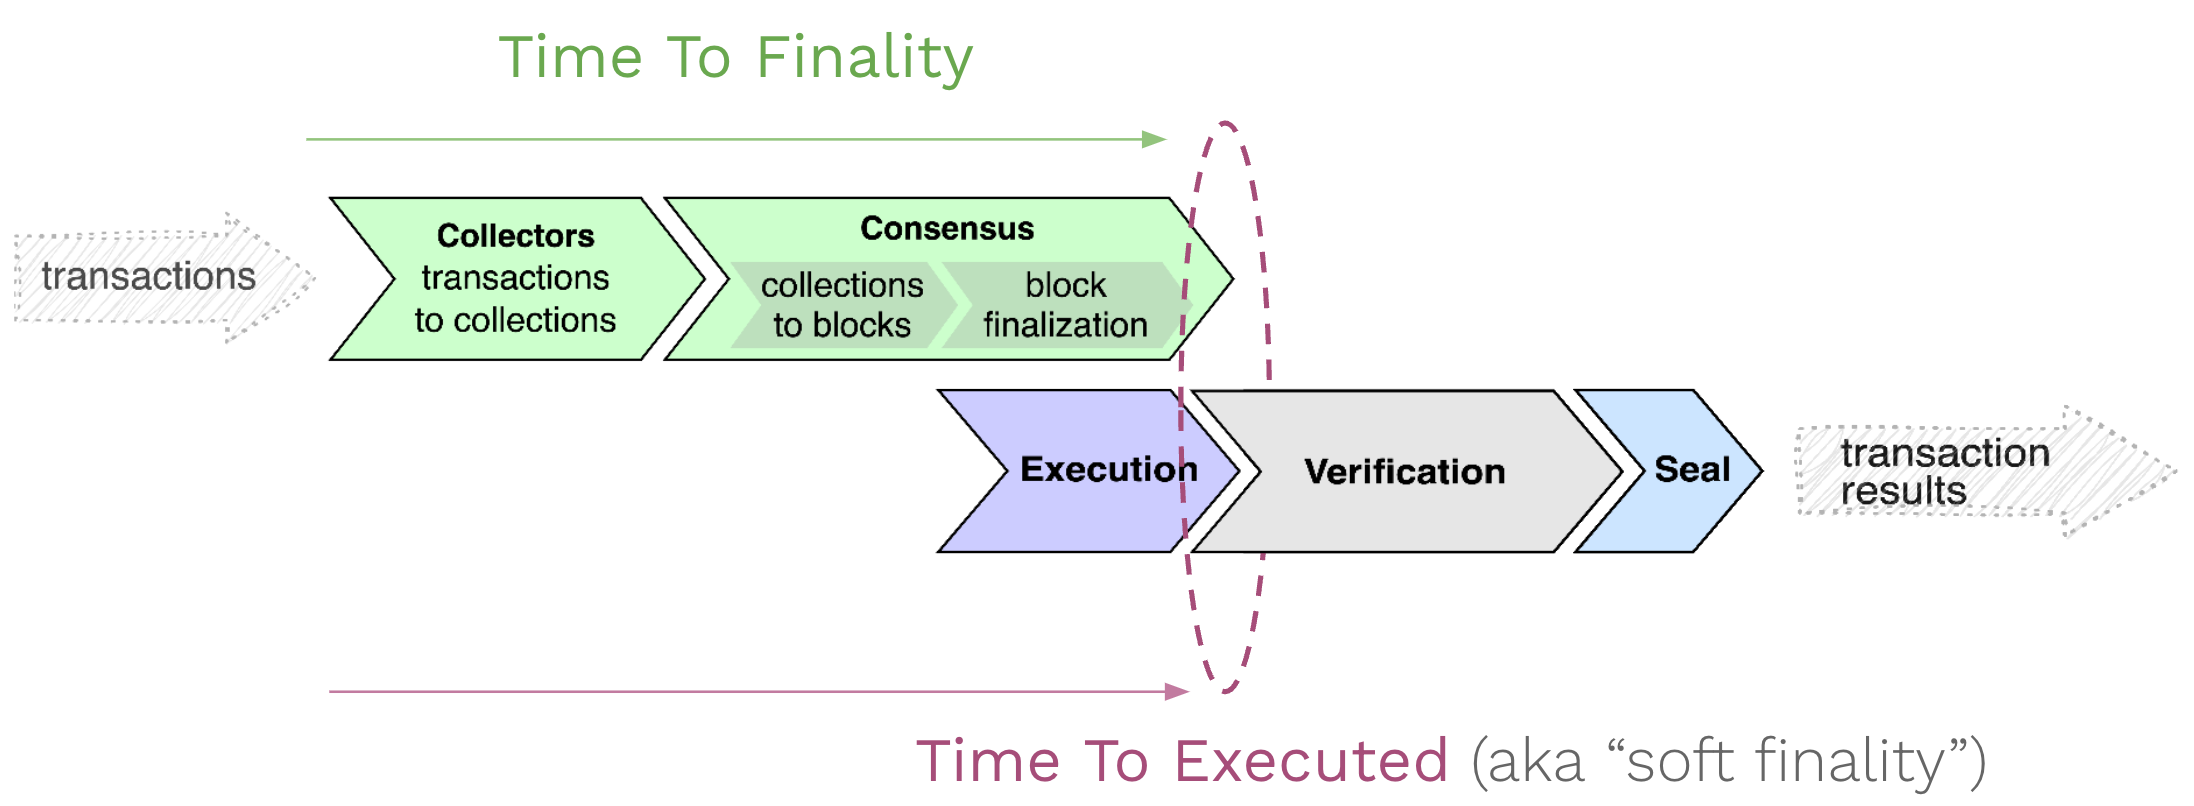 Time To Finality
transactions
Collectors
transactions
to collections
Consensus
collections
to blocks
block
finalization
Execution
Verification
Seal
transaction
results
Time To Executed (aka “soft finality”)